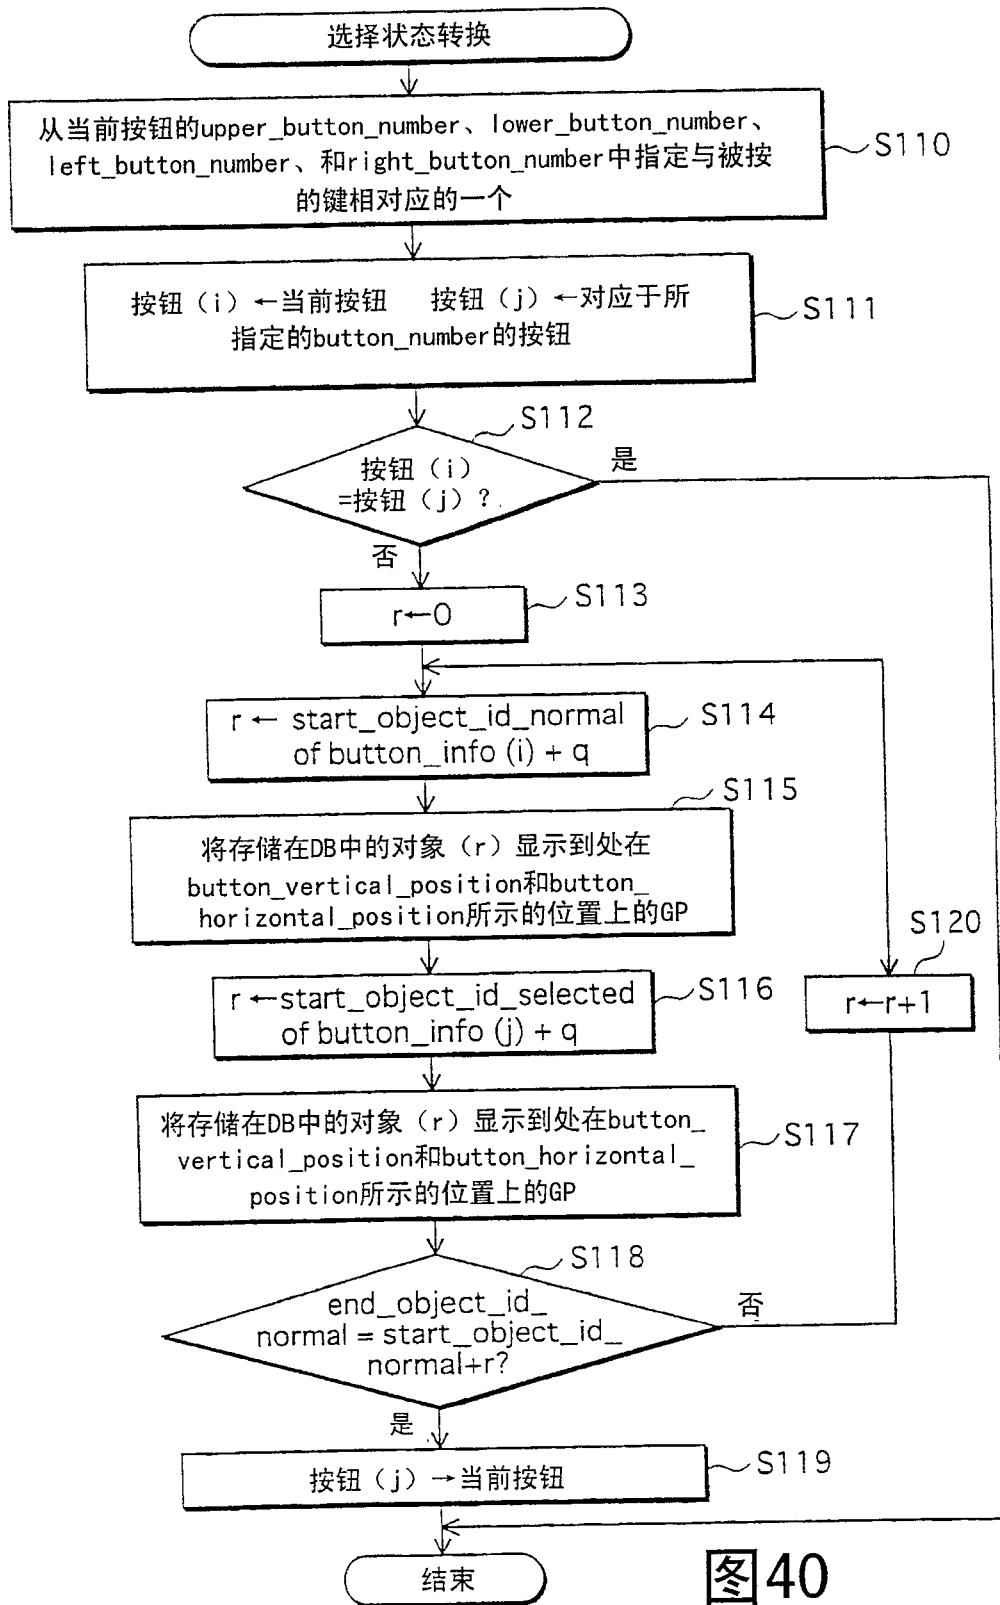 选择状态转换
从当前按钮的upper_button_number、lower_button_number、
left_button_number、和right_button_number中指定与被按
的键相对应的一个
S110
按钮（i）←当前按钮　按钮（j）←对应于所
指定的button_number的按钮
S111
S112
按钮（i）
=按钮（j）?
是
否
r←0
S113
r ← start_object_id_normal
of button_info (i) + q
S114
S115
将存储在DB中的对象（r）显示到处在
button_vertical_position和button_
horizontal_position所示的位置上的GP
r ←start_object_id_selected
of button_info (j) + q
S116
S120
r←r+1
将存储在DB中的对象（r）显示到处在button_
vertical_position和button_horizontal_
position所示的位置上的GP
S117
S118
end_object_id_
normal = start_object_id_
normal+r?
否
是
按钮（j）→当前按钮
S119
结束
图40